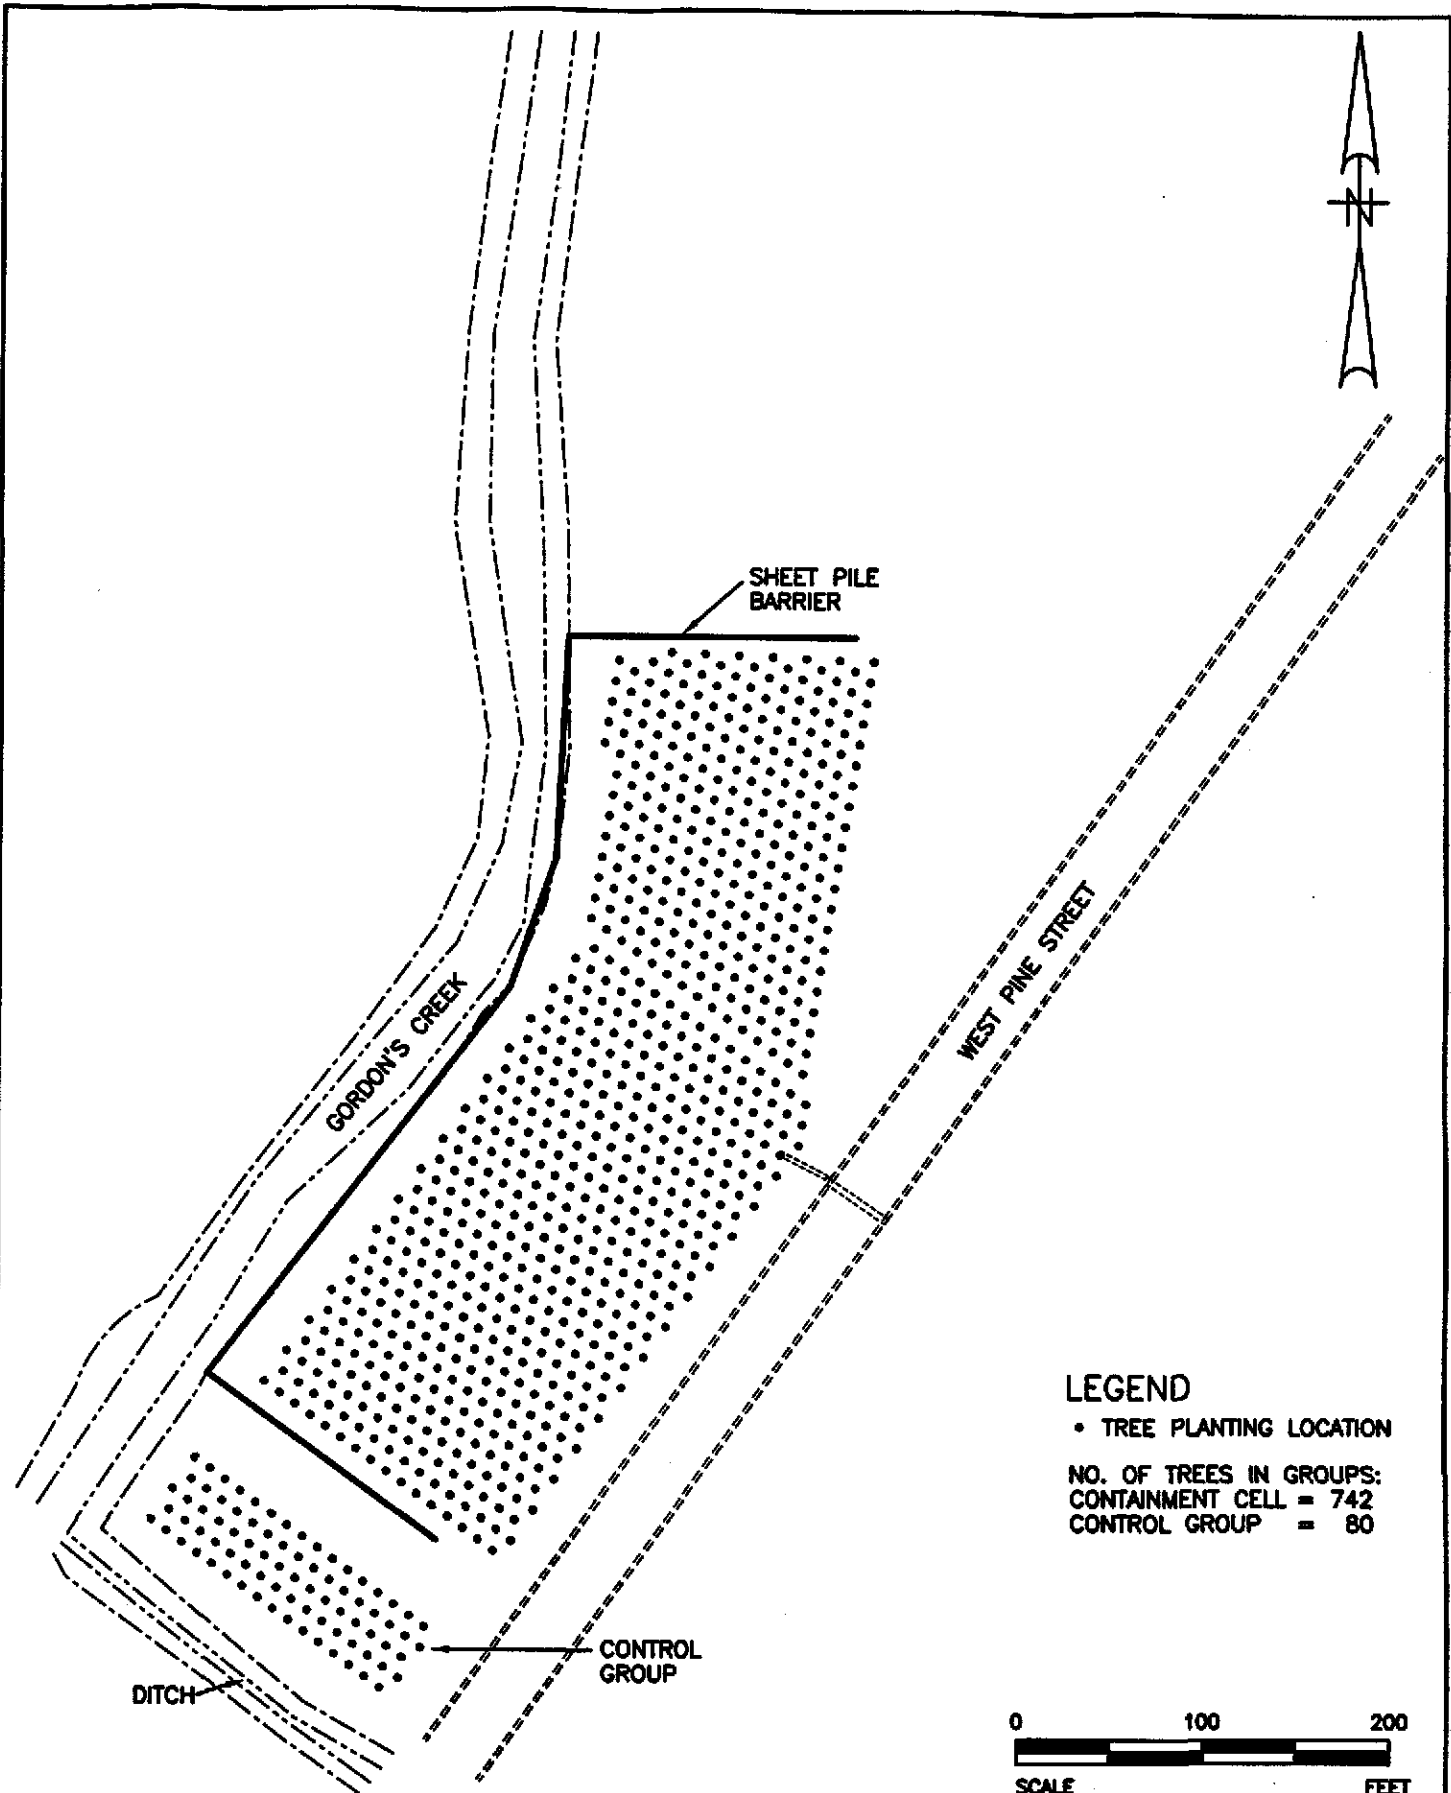 N
SHEET PILE
BARRIER
GORDON'S CREEK
WEST PINE STREET
LEGEND
• TREE PLANTING LOCATION
NO. OF TREES IN GROUPS:
CONTAINMENT CELL = 742
CONTROL GROUP = 80
CONTROL
GROUP
DITCH
0 100 200
SCALE FEET